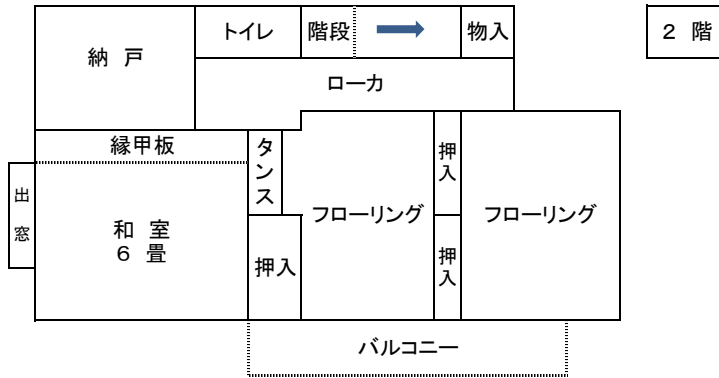 納 戸
トイレ
階段
物入
2 階
ローカ
縁甲板
タンス
押入
出窓
和 室
6 畳
フローリング
フローリング
押入
押入
バルコニー